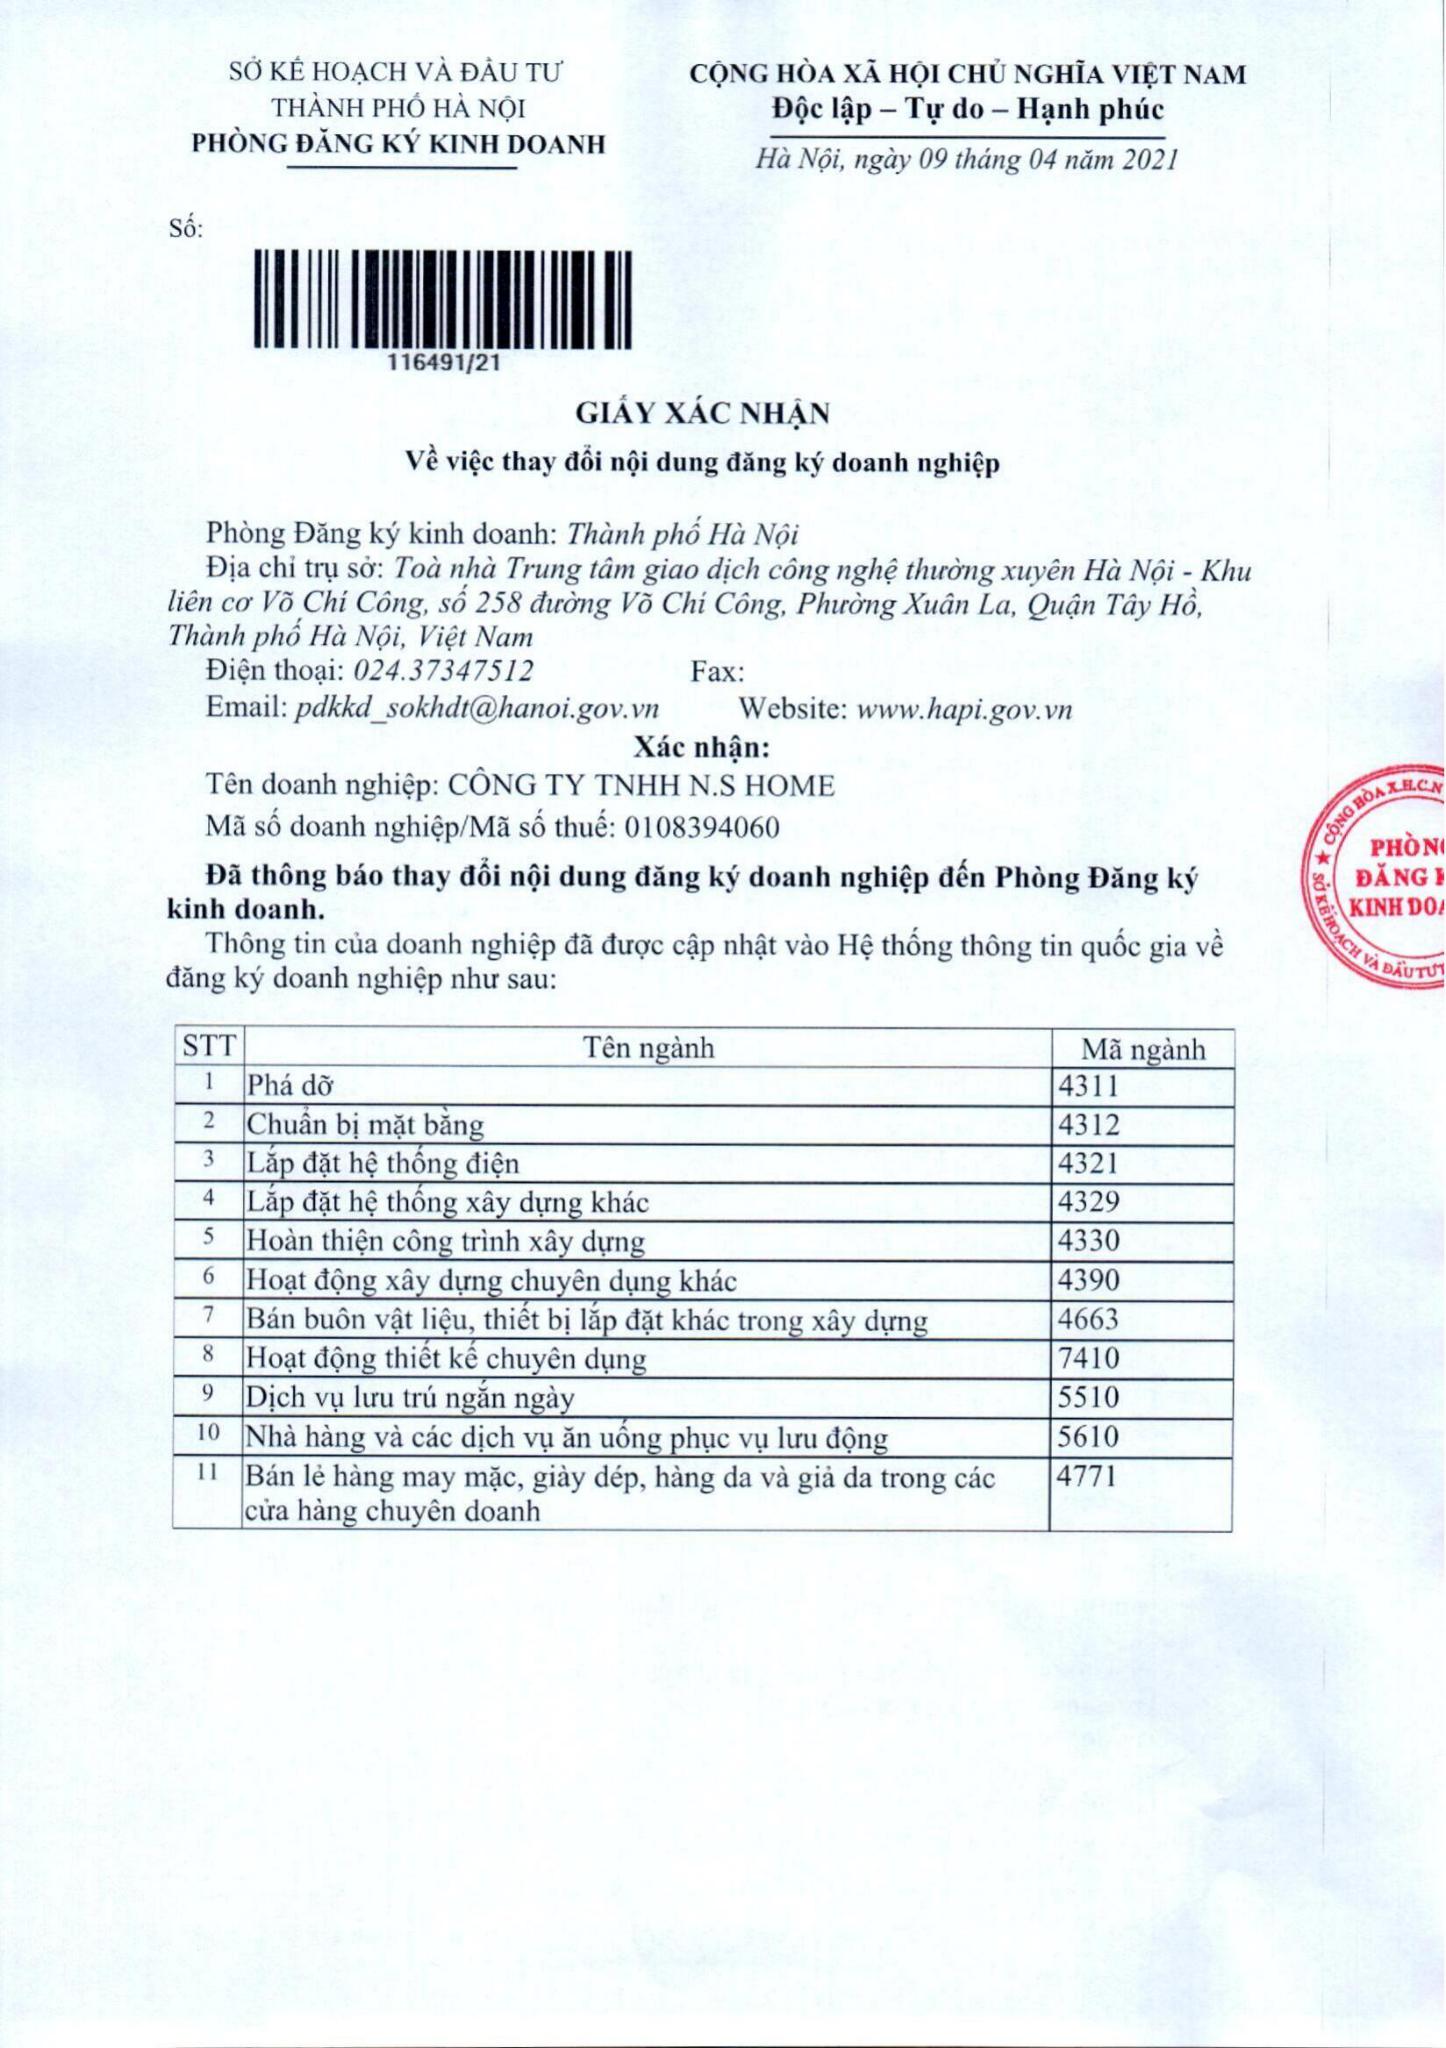 SỞ KẾ HOẠCH VÀ ĐẦU TƯ
THÀNH PHỐ HÀ NỘI
PHÒNG ĐĂNG KÝ KINH DOANH
CỘNG HÒA XÃ HỘI CHỦ NGHĨA VIỆT NAM
Độc lập – Tự do – Hạnh phúc
Hà Nội, ngày 09 tháng 04 năm 2021
Số:
116491/21
GIẤY XÁC NHẬN
Về việc thay đổi nội dung đăng ký doanh nghiệp
Phòng Đăng ký kinh doanh: Thành phố Hà Nội
Địa chỉ trụ sở: Toà nhà Trung tâm giao dịch công nghệ thường xuyên Hà Nội - Khu
liên cơ Võ Chí Công, số 258 đường Võ Chí Công, Phường Xuân La, Quận Tây Hồ,
Thành phố Hà Nội, Việt Nam
Điện thoại: 024.37347512 Fax:
Email: pdkkd_sokhdt@hanoi.gov.vn Website: www.hapi.gov.vn
Xác nhận:
Tên doanh nghiệp: CÔNG TY TNHH N.S HOME
Mã số doanh nghiệp/Mã số thuế: 0108394060
Đã thông báo thay đổi nội dung đăng ký doanh nghiệp đến Phòng Đăng ký
kinh doanh.
Thông tin của doanh nghiệp đã được cập nhật vào Hệ thống thông tin quốc gia về
đăng ký doanh nghiệp như sau:
STT Tên ngành Mã ngành
1 Phá dỡ 4311
2 Chuẩn bị mặt bằng 4312
3 Lắp đặt hệ thống điện 4321
4 Lắp đặt hệ thống xây dựng khác 4329
5 Hoàn thiện công trình xây dựng 4330
6 Hoạt động xây dựng chuyên dụng khác 4390
7 Bán buôn vật liệu, thiết bị lắp đặt khác trong xây dựng 4663
8 Hoạt động thiết kế chuyên dụng 7410
9 Dịch vụ lưu trú ngắn ngày 5510
10 Nhà hàng và các dịch vụ ăn uống phục vụ lưu động 5610
11 Bán lẻ hàng may mặc, giày dép, hàng da và giả da trong các 4771
cửa hàng chuyên doanh
★ CỘNG HÒA X.H.C.N
PHÒNG
ĐĂNG K
KINH DOA
SỞ KẾ HOẠCH VÀ ĐẦU TƯ